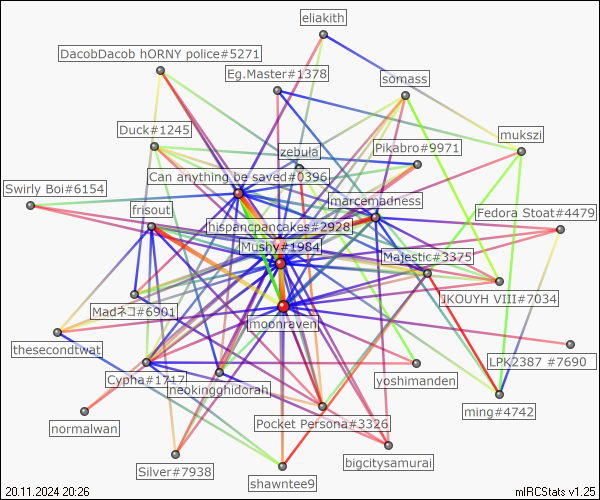 eliakith
DacobDacob hORNY police#5271
Eg.Master#1378
somass
Duck#1245
mukszi
zebula
Pikabro#9971
Can anything be saved#0396
Swirly Boi#6154
marcemadness
frisout
Fedora Stoat#4479
hispancpancakes#2928
Mushy#1984
Majestic#3375
JKOUYH VIII#7034
Madネコ#6901
moonraven
thesecondtwat
LPK2387 #7690
Cypha#1717
yoshimanden
neokingghidorah
ming#4742
Pocket Persona#3326
normalwan
bigcitysamurai
Silver#7938
shawntee9
20.11.2024 20:26
mIRCStats v1.25